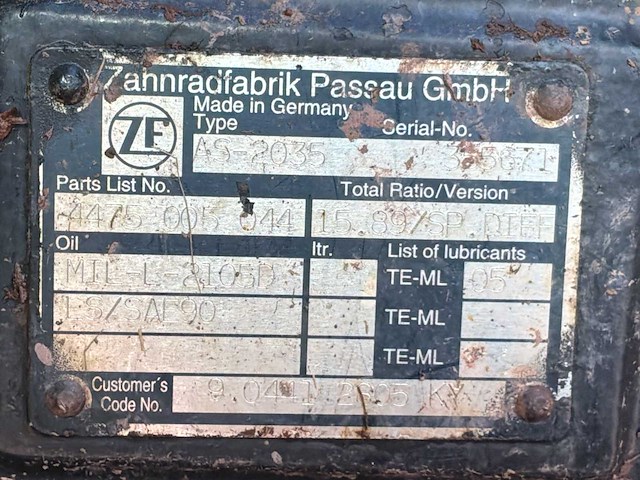 Zahnradfabrik Passau GmbH
ZF
Made in Germany
Type Serial-No.
AS-2035
Parts List No. Total Ratio/Version
4475 005 044 15.89/SP.DIFF
Oil ltr. List of lubricants
MIL-L-2105D TE-ML 05
LS/SAE90 TE-ML
TE-ML
Customer's
Code No.